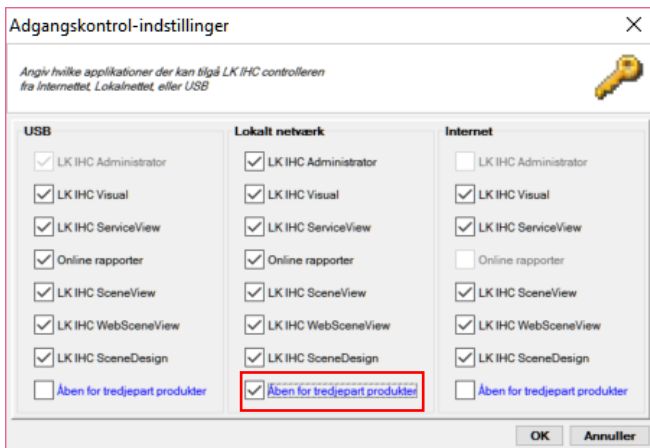 Adgangskontrol-indstillinger
Angiv hvilke applikationer der kan tilgå LK IHC controlleren
fra Internettet, Lokalnettet, eller USB
USB
LK IHC Administrator
LK IHC Visual
LK IHC ServiceView
Online rapporter
LK IHC SceneView
LK IHC WebSceneView
LK IHC SceneDesign
Åben for tredjepart produkter
Lokalt netværk
LK IHC Administrator
LK IHC Visual
LK IHC ServiceView
Online rapporter
LK IHC SceneView
LK IHC WebSceneView
LK IHC SceneDesign
Åben for tredjepart produkter
Internet
LK IHC Administrator
LK IHC Visual
LK IHC ServiceView
Online rapporter
LK IHC SceneView
LK IHC WebSceneView
LK IHC SceneDesign
Åben for tredjepart produkter
OK
Annuller